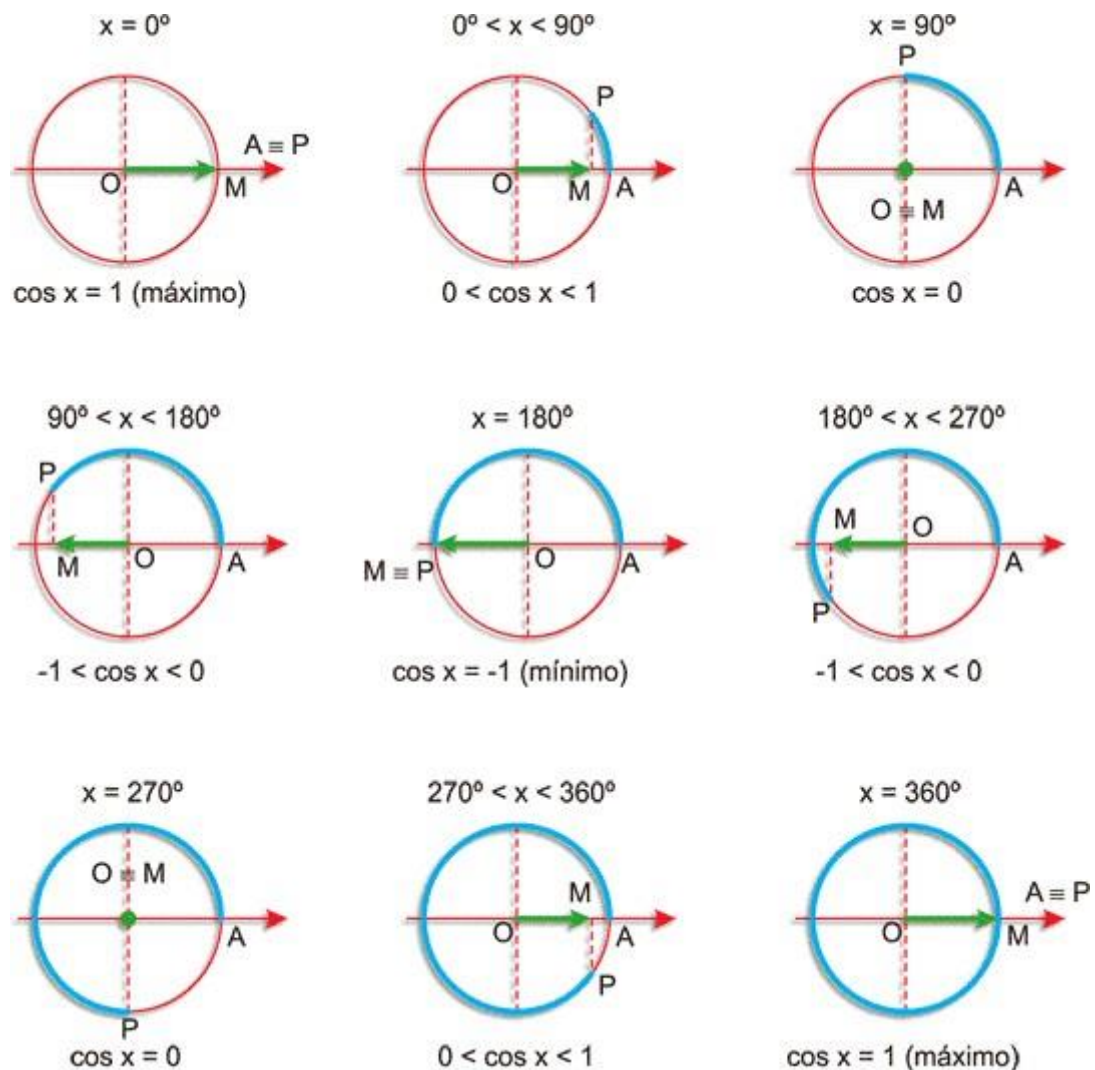 x = 0º
A ≡ P
O
M
cos x = 1 (máximo)
0º < x < 90º
P
O
M
A
0 < cos x < 1
x = 90º
P
A
O ≡ M
cos x = 0
90º < x < 180º
P
M
O
A
-1 < cos x < 0
x = 180º
M ≡ P
O
A
cos x = -1 (mínimo)
180º < x < 270º
M
O
A
P
-1 < cos x < 0
x = 270º
O ≡ M
A
P
cos x = 0
270º < x < 360º
M
O
A
P
0 < cos x < 1
x = 360º
A ≡ P
O
M
cos x = 1 (máximo)